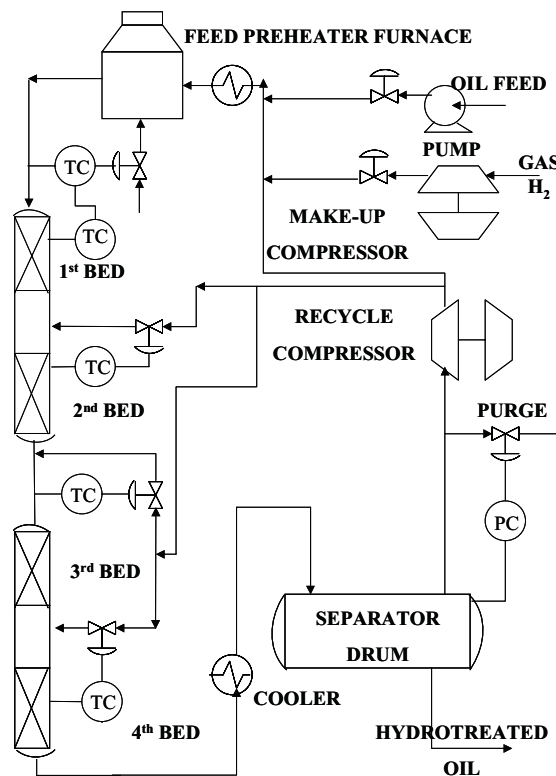 FEED PREHEATER FURNACE
OIL FEED
PUMP
GAS
H2
TC
TC
MAKE-UP
COMPRESSOR
1st BED
RECYCLE
COMPRESSOR
TC
2nd BED
PURGE
TC
PC
3rd BED
SEPARATOR
DRUM
TC
COOLER
4th BED
HYDROTREATED
OIL